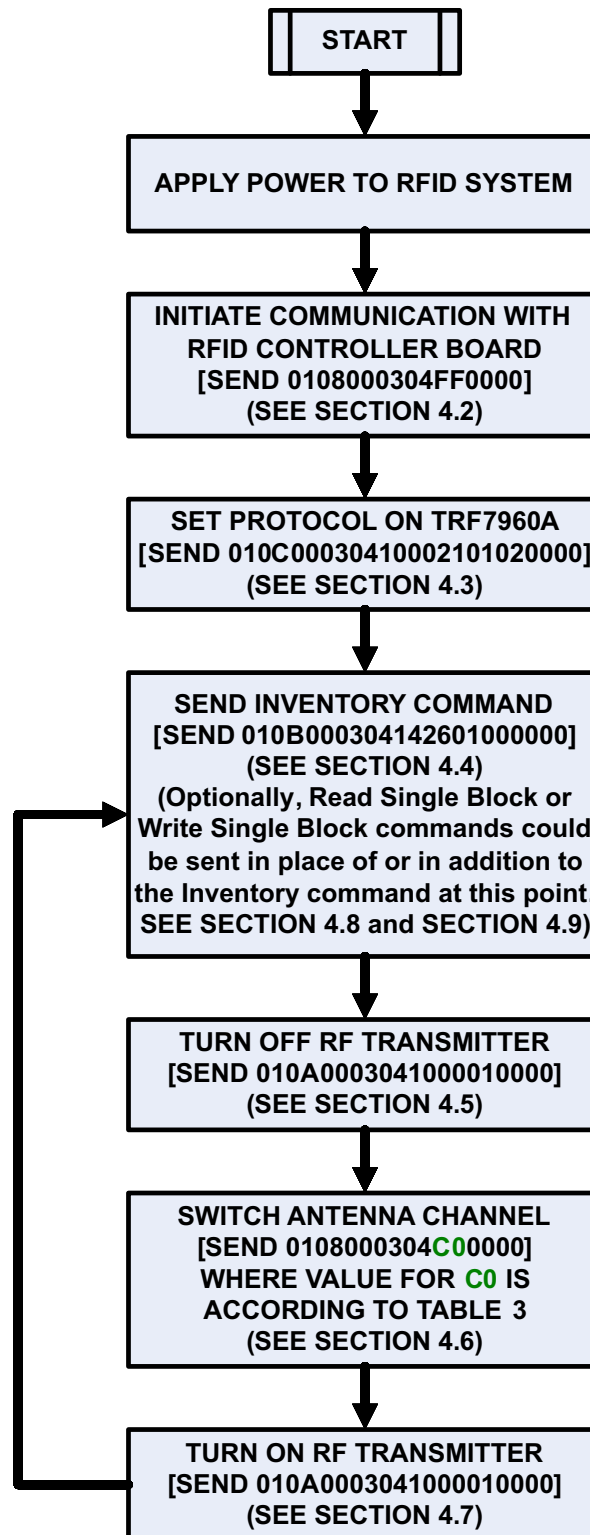 START
APPLY POWER TO RFID SYSTEM
INITIATE COMMUNICATION WITH
RFID CONTROLLER BOARD
[SEND 0108000304FF0000]
(SEE SECTION 4.2)
SET PROTOCOL ON TRF7960A
[SEND 010C00030410002101020000]
(SEE SECTION 4.3)
SEND INVENTORY COMMAND
[SEND 010B000304142601000000]
(SEE SECTION 4.4)
(Optionally, Read Single Block or
Write Single Block commands could
be sent in place of or in addition to
the Inventory command at this point.
SEE SECTION 4.8 and SECTION 4.9)
TURN OFF RF TRANSMITTER
[SEND 010A0003041000010000]
(SEE SECTION 4.5)
SWITCH ANTENNA CHANNEL
[SEND 0108000304C00000]
WHERE VALUE FOR C0 IS
ACCORDING TO TABLE 3
(SEE SECTION 4.6)
TURN ON RF TRANSMITTER
[SEND 010A0003041000010000]
(SEE SECTION 4.7)